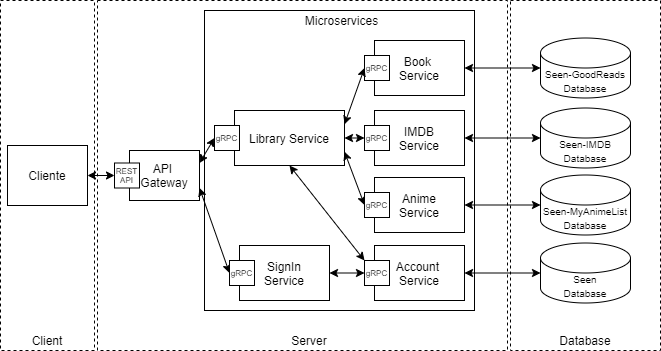 Microservices
Book
Service
gRPC
Seen-GoodReads
Database
Library Service
gRPC
IMDB
Service
gRPC
Seen-IMDB
Database
Cliente
REST
API
API
Gateway
Anime
Service
gRPC
Seen-MyAnimeList
Database
SignIn
Service
gRPC
Account
Service
gRPC
Seen
Database
Client
Server
Database